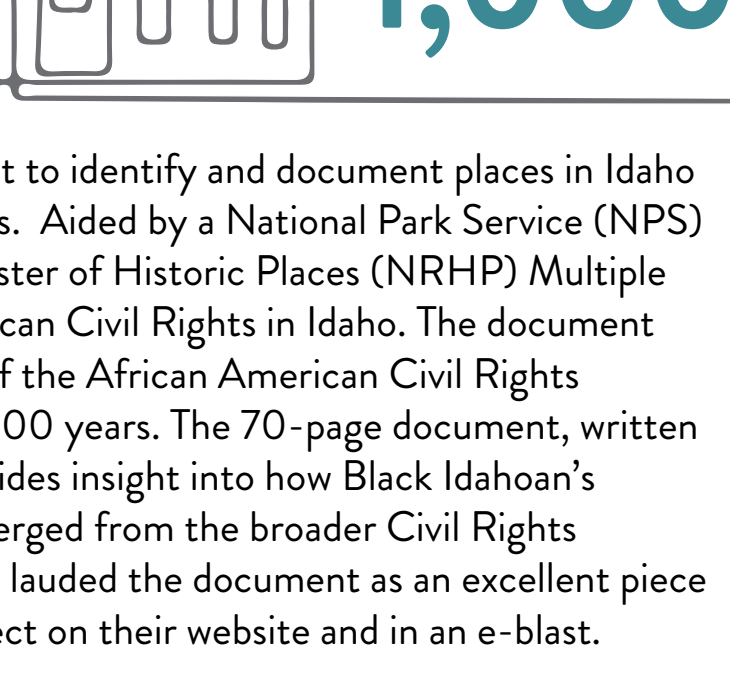 t to identify and document places in Idaho
s.  Aided by a National Park Service (NPS)
ster of Historic Places (NRHP) Multiple
can Civil Rights in Idaho. The document
f the African American Civil Rights
00 years. The 70-page document, written
ides insight into how Black Idahoan’s
erged from the broader Civil Rights
lauded the document as an excellent piece
ect on their website and in an e-blast.